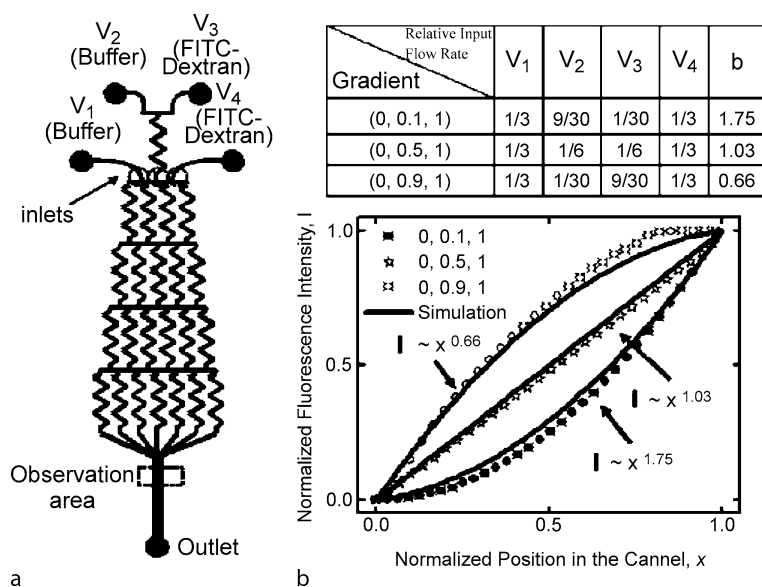 V2
(Buffer)
V3
(FITC-
Dextran)
V1
(Buffer)
V4
(FITC-
Dextran)
inlets
Observation
area
Outlet
a
Relative Input
Flow Rate
Gradient
V1 V2 V3 V4 b
(0, 0.1, 1) 1/3 9/30 1/30 1/3 1.75
(0, 0.5, 1) 1/3 1/6 1/6 1/3 1.03
(0, 0.9, 1) 1/3 1/30 9/30 1/3 0.66
Normalized Fluorescence Intensity, I
1.0
0.5
0.0
0, 0.1, 1
0, 0.5, 1
0, 0.9, 1
Simulation
I ~ x 0.66
I ~ x 1.03
I ~ x 1.75
0.0 0.5 1.0
Normalized Position in the Cannel, x
b